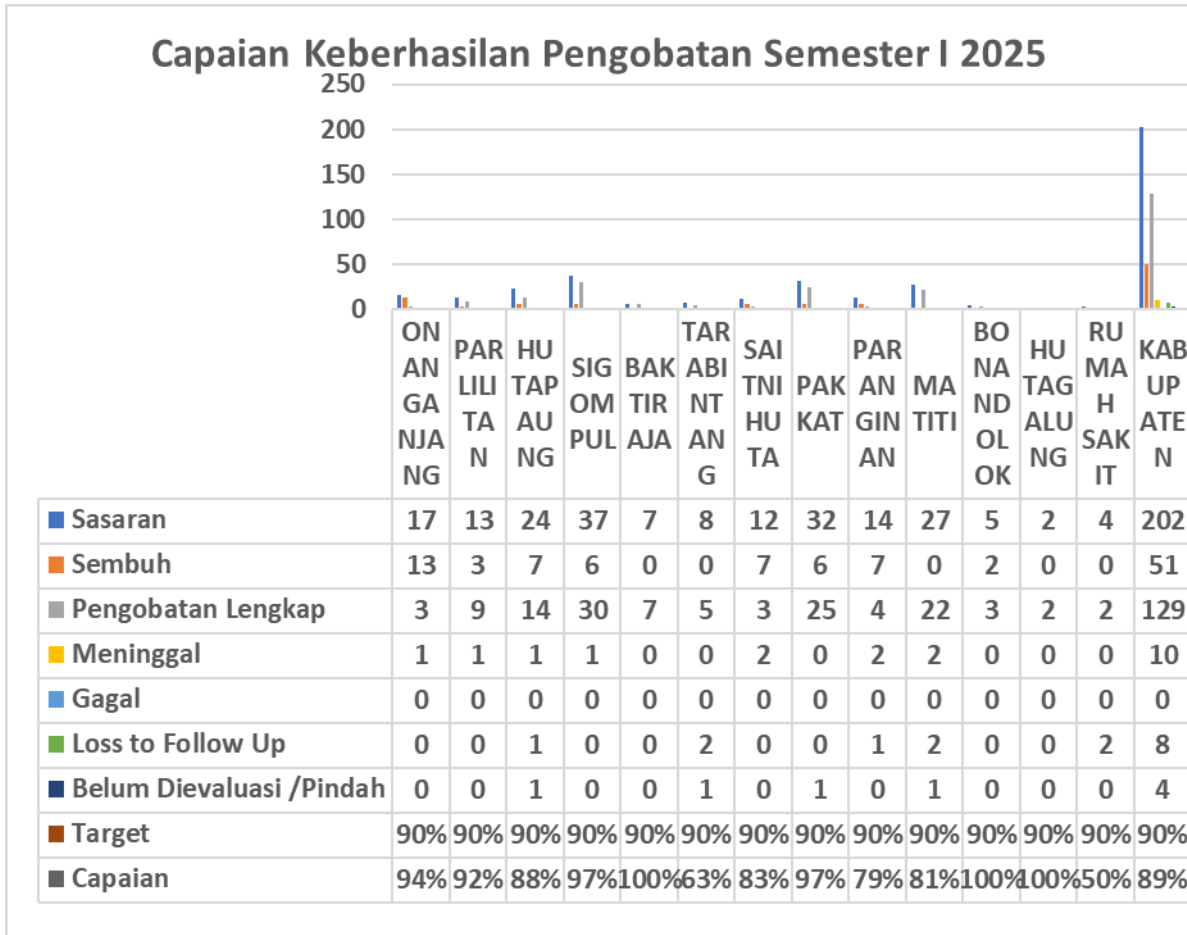 Capaian Keberhasilan Pengobatan Semester I 2025
250
200
150
100
50
0
ON
AN
GA
NJA
NG
PAR
LILI
TA
N
HU
TAP
AU
NG
SIG
OM
PUL
BAK
TIR
AJA
TAR
ABI
NT
AN
G
SAI
TNI
HU
TA
PAK
KAT
PAR
AN
GIN
AN
MA
TITI
BO
NA
ND
OL
OK
HU
TAG
ALU
NG
RU
MA
H
SAK
IT
KAB
UP
ATE
N
Sasaran 17 13 24 37 7 8 12 32 14 27 5 2 4 202
Sembuh 13 3 7 6 0 0 7 6 7 0 2 0 0 51
Pengobatan Lengkap 3 9 14 30 7 5 3 25 4 22 3 2 2 129
Meninggal 1 1 1 1 0 0 2 0 2 2 0 0 0 10
Gagal 0 0 0 0 0 0 0 0 0 0 0 0 0 0
Loss to Follow Up 0 0 1 0 0 2 0 0 1 2 0 0 2 8
Belum Dievaluasi /Pindah 0 0 1 0 0 1 0 1 0 1 0 0 0 4
Target 90% 90% 90% 90% 90% 90% 90% 90% 90% 90% 90% 90% 90% 90%
Capaian 94% 92% 88% 97% 100% 63% 83% 97% 79% 81% 100% 100% 50% 89%